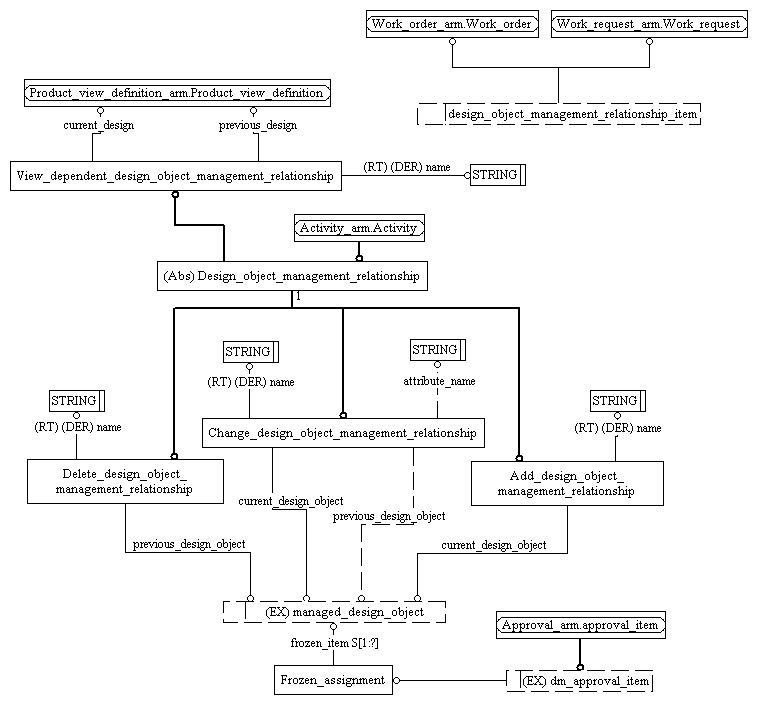 Work_order_arm.Work_order
Work_request_arm.Work_request
Product_view_definition_arm.Product_view_definition
design_object_management_relationship_item
current_design
previous_design
(RT) (DER) name
View_dependent_design_object_management_relationship
STRING
Activity_arm.Activity
(Abs) Design_object_management_relationship
1
STRING
STRING
(RT) (DER) name
attribute_name
STRING
STRING
(RT) (DER) name
(RT) (DER) name
Change_design_object_management_relationship
Delete_design_object_
management_relationship
Add_design_object_
management_relationship
current_design_object
previous_design_object
previous_design_object
current_design_object
(EX) managed_design_object
Approval_arm.approval_item
frozen_item S[1:?]
Frozen_assignment
(EX) dm_approval_item